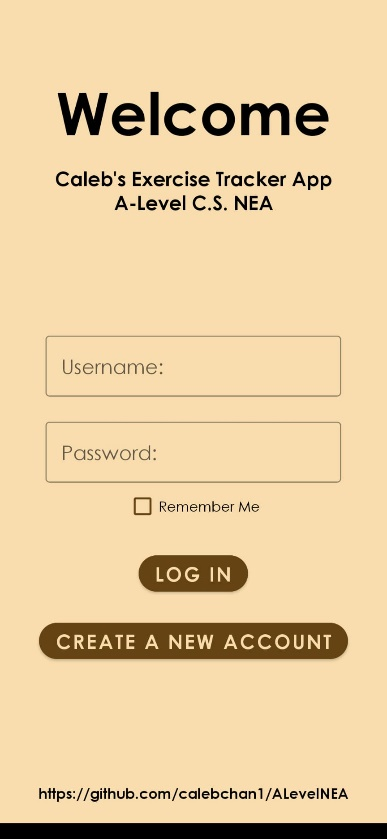 Welcome
Caleb's Exercise Tracker App
A-Level C.S. NEA
Username:
Password:
Remember Me
LOG IN
CREATE A NEW ACCOUNT
https://github.com/calebchan1/ALevelNEA